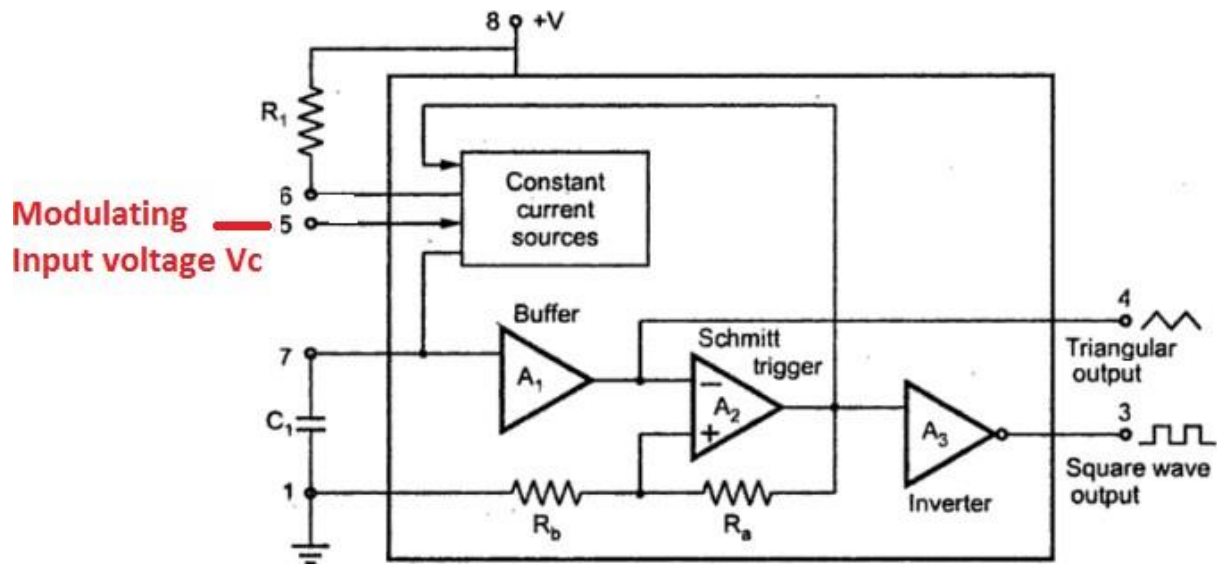 8 +V
R1
6
5
Modulating
Input voltage Vc
Constant
current
sources
Buffer
4
Triangular
output
Schmitt
trigger
7
A1
−
A2
+
A3
3
Square wave
output
C1
1
Rb
Ra
Inverter